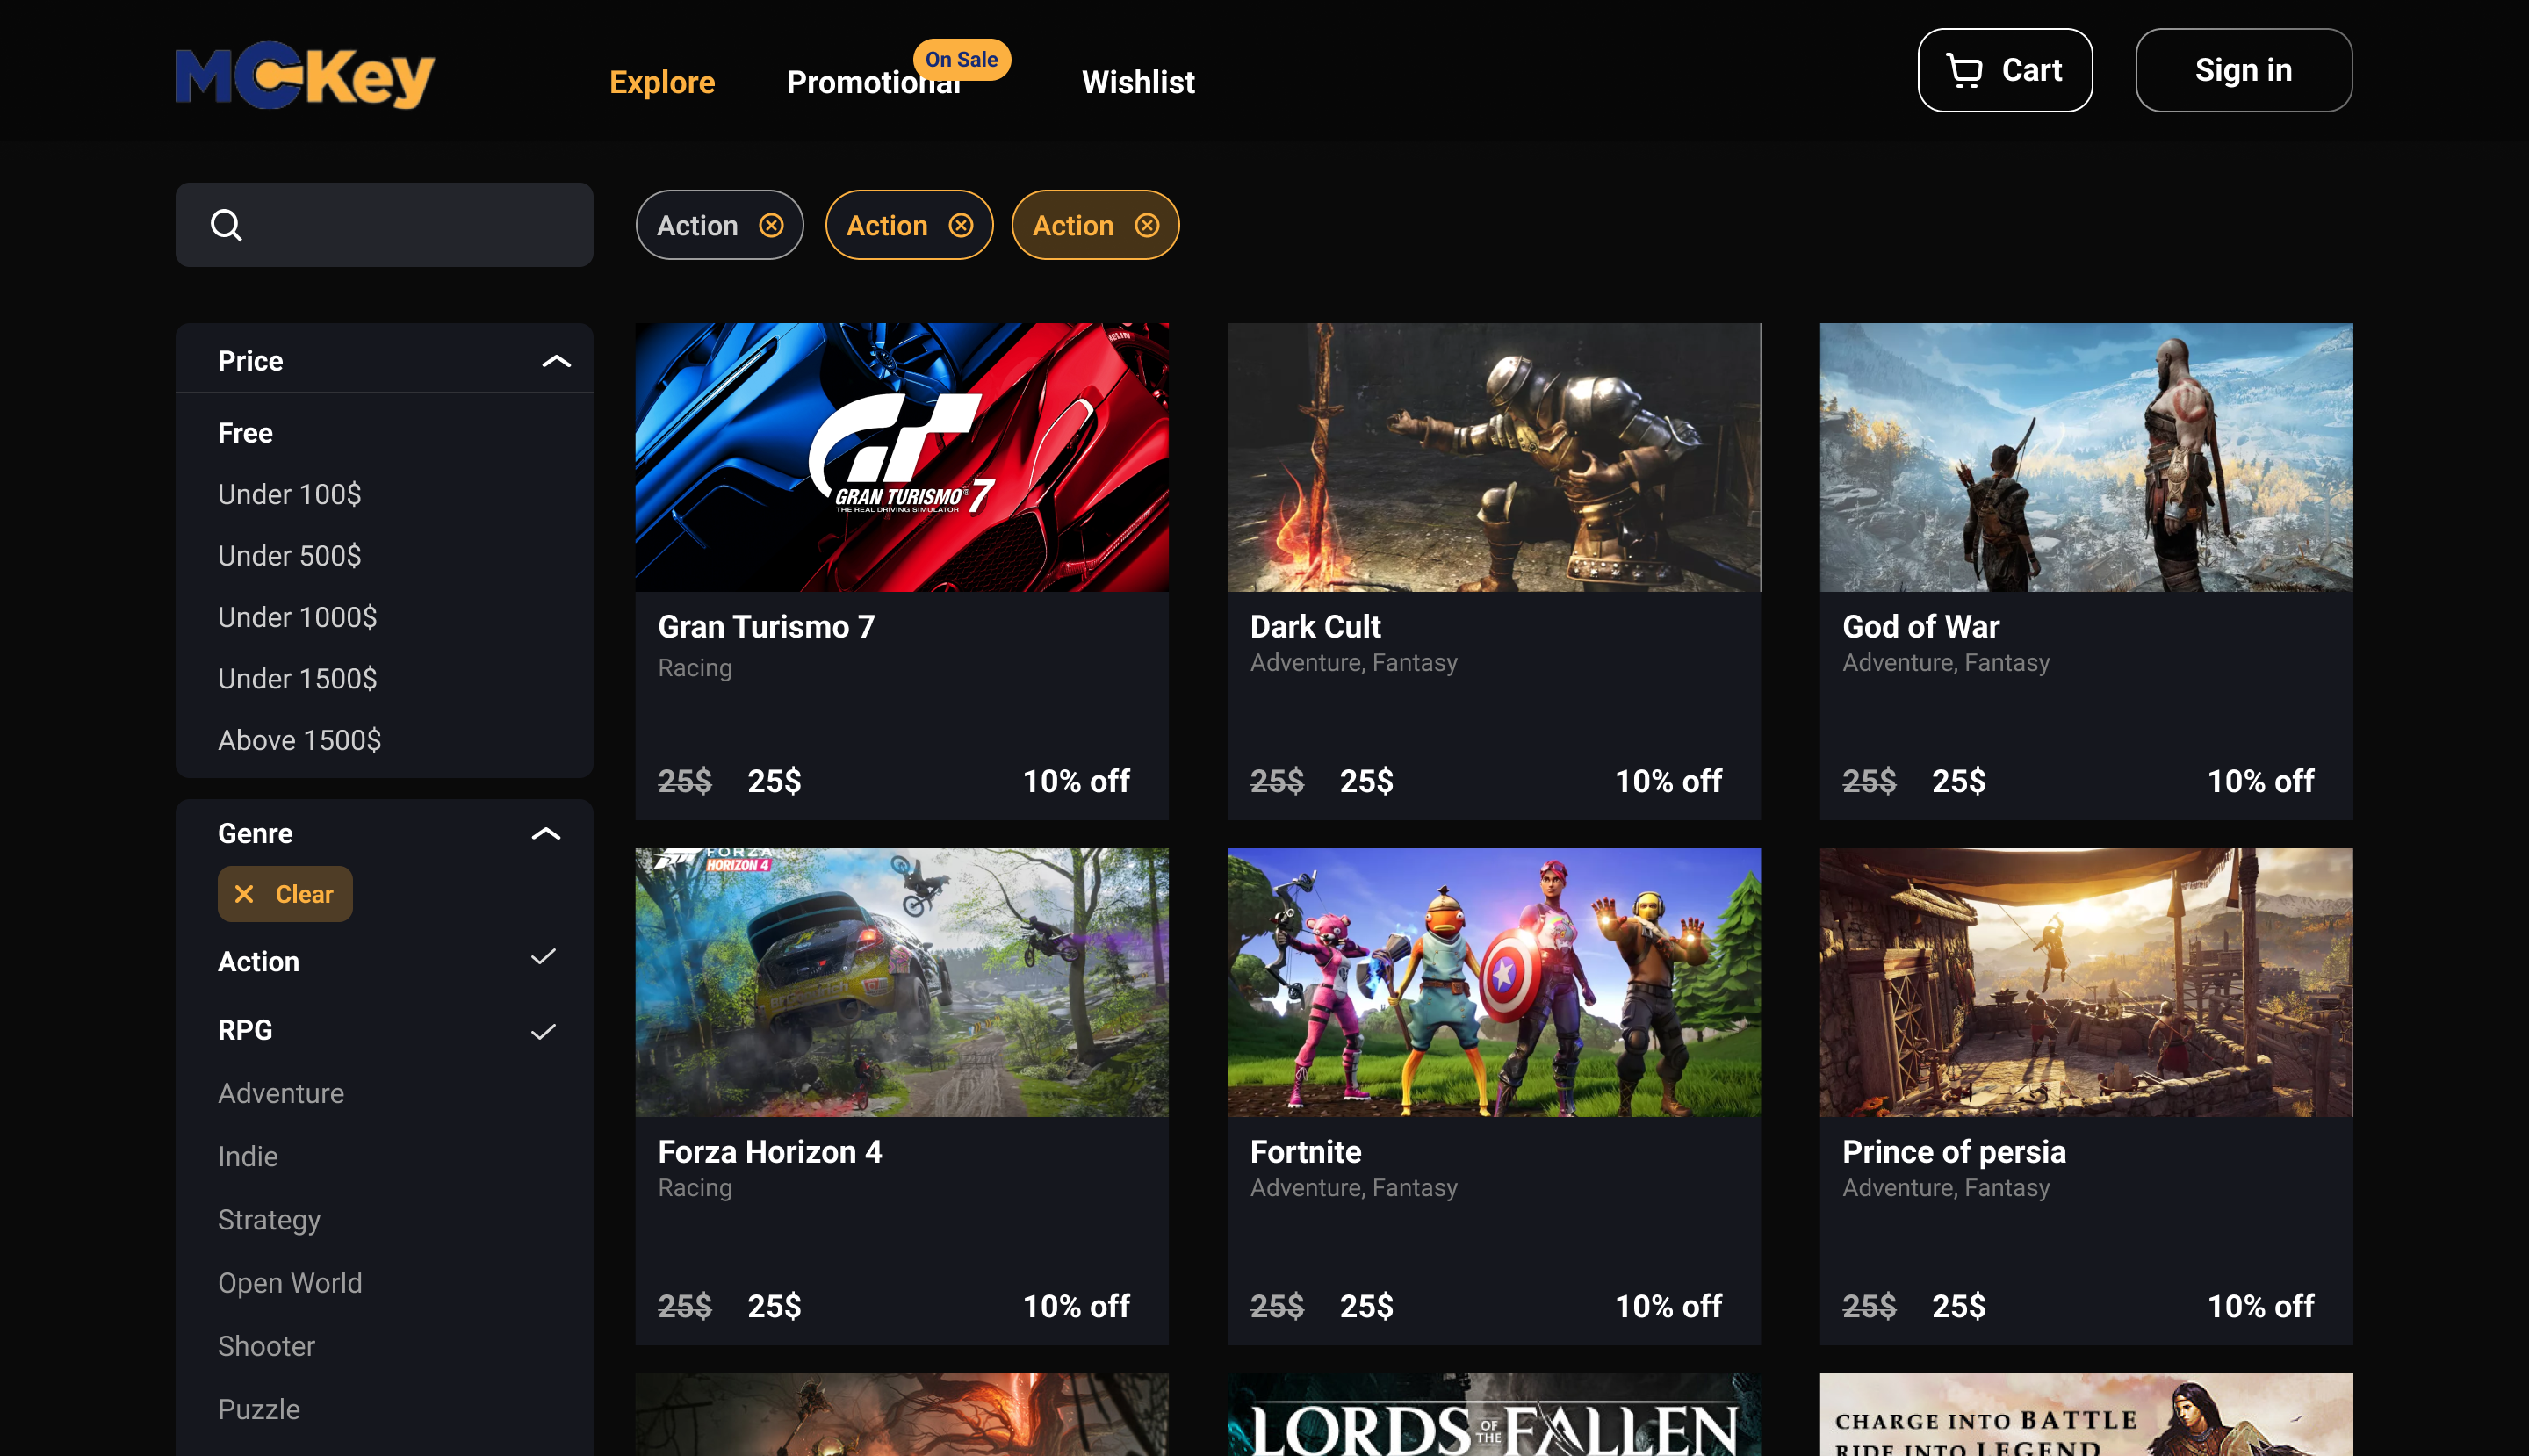 MCKey
Explore
Promotional
On Sale
Wishlist
Cart
Sign in
Action
Action
Action
Price
Free
Under 100$
Under 500$
Under 1000$
Under 1500$
Above 1500$
Genre
Clear
Action
RPG
Adventure
Indie
Strategy
Open World
Shooter
Puzzle
GRAN TURISMO® 7
THE REAL DRIVING SIMULATOR
Gran Turismo 7
Racing
25$ 25$ 10% off
Dark Cult
Adventure, Fantasy
25$ 25$ 10% off
God of War
Adventure, Fantasy
25$ 25$ 10% off
FORZA
HORIZON 4
Forza Horizon 4
Racing
25$ 25$ 10% off
Fortnite
Adventure, Fantasy
25$ 25$ 10% off
Prince of persia
Adventure, Fantasy
25$ 25$ 10% off
LORDS OF THE FALLEN
CHARGE INTO BATTLE
RIDE INTO LEGEND